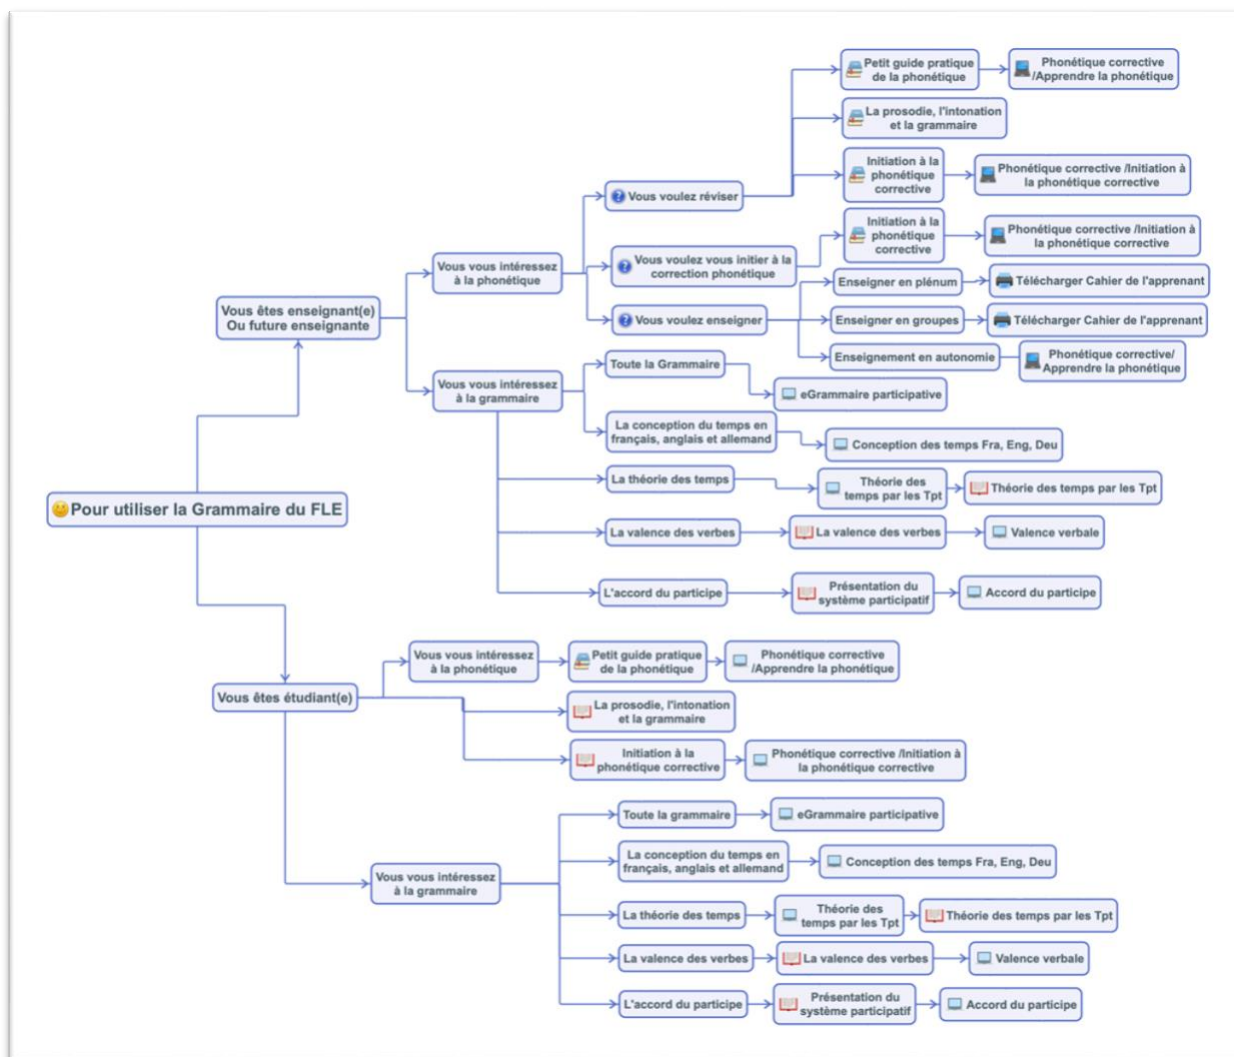 Petit guide pratique
de la phonétique
Phonétique corrective
/Apprendre la phonétique
La prosodie, l'intonation
et la grammaire
Initiation à la
phonétique
corrective
Phonétique corrective /Initiation à
la phonétique corrective
Vous voulez réviser
Initiation à la
phonétique
corrective
Phonétique corrective /Initiation à
la phonétique corrective
Vous vous intéressez
à la phonétique
Vous voulez vous initier à la
correction phonétique
Enseigner en plénum
Télécharger Cahier de l'apprenant
Vous êtes enseignant(e)
Ou future enseignante
Vous voulez enseigner
Enseigner en groupes
Télécharger Cahier de l'apprenant
Enseignement en autonomie
Phonétique corrective/
Apprendre la phonétique
Vous vous intéressez
à la grammaire
Toute la Grammaire
eGrammaire participative
La conception du temps en
français, anglais et allemand
Conception des temps Fra, Eng, Deu
La théorie des temps
Théorie des
temps par les Tpt
Théorie des temps par les Tpt
Pour utiliser la Grammaire du FLE
La valence des verbes
La valence des verbes
Valence verbale
L'accord du participe
Présentation du
système participatif
Accord du participe
Vous vous intéressez
à la phonétique
Petit guide pratique
de la phonétique
Phonétique corrective
/Apprendre la phonétique
Vous êtes étudiant(e)
La prosodie, l'intonation
et la grammaire
Initiation à la
phonétique corrective
Phonétique corrective /Initiation à
la phonétique corrective
Toute la grammaire
eGrammaire participative
La conception du temps en
français, anglais et allemand
Conception des temps Fra, Eng, Deu
Vous vous intéressez
à la grammaire
La théorie des temps
Théorie des
temps par les Tpt
Théorie des temps par les Tpt
La valence des verbes
La valence des verbes
Valence verbale
L'accord du participe
Présentation du
système participatif
Accord du participe